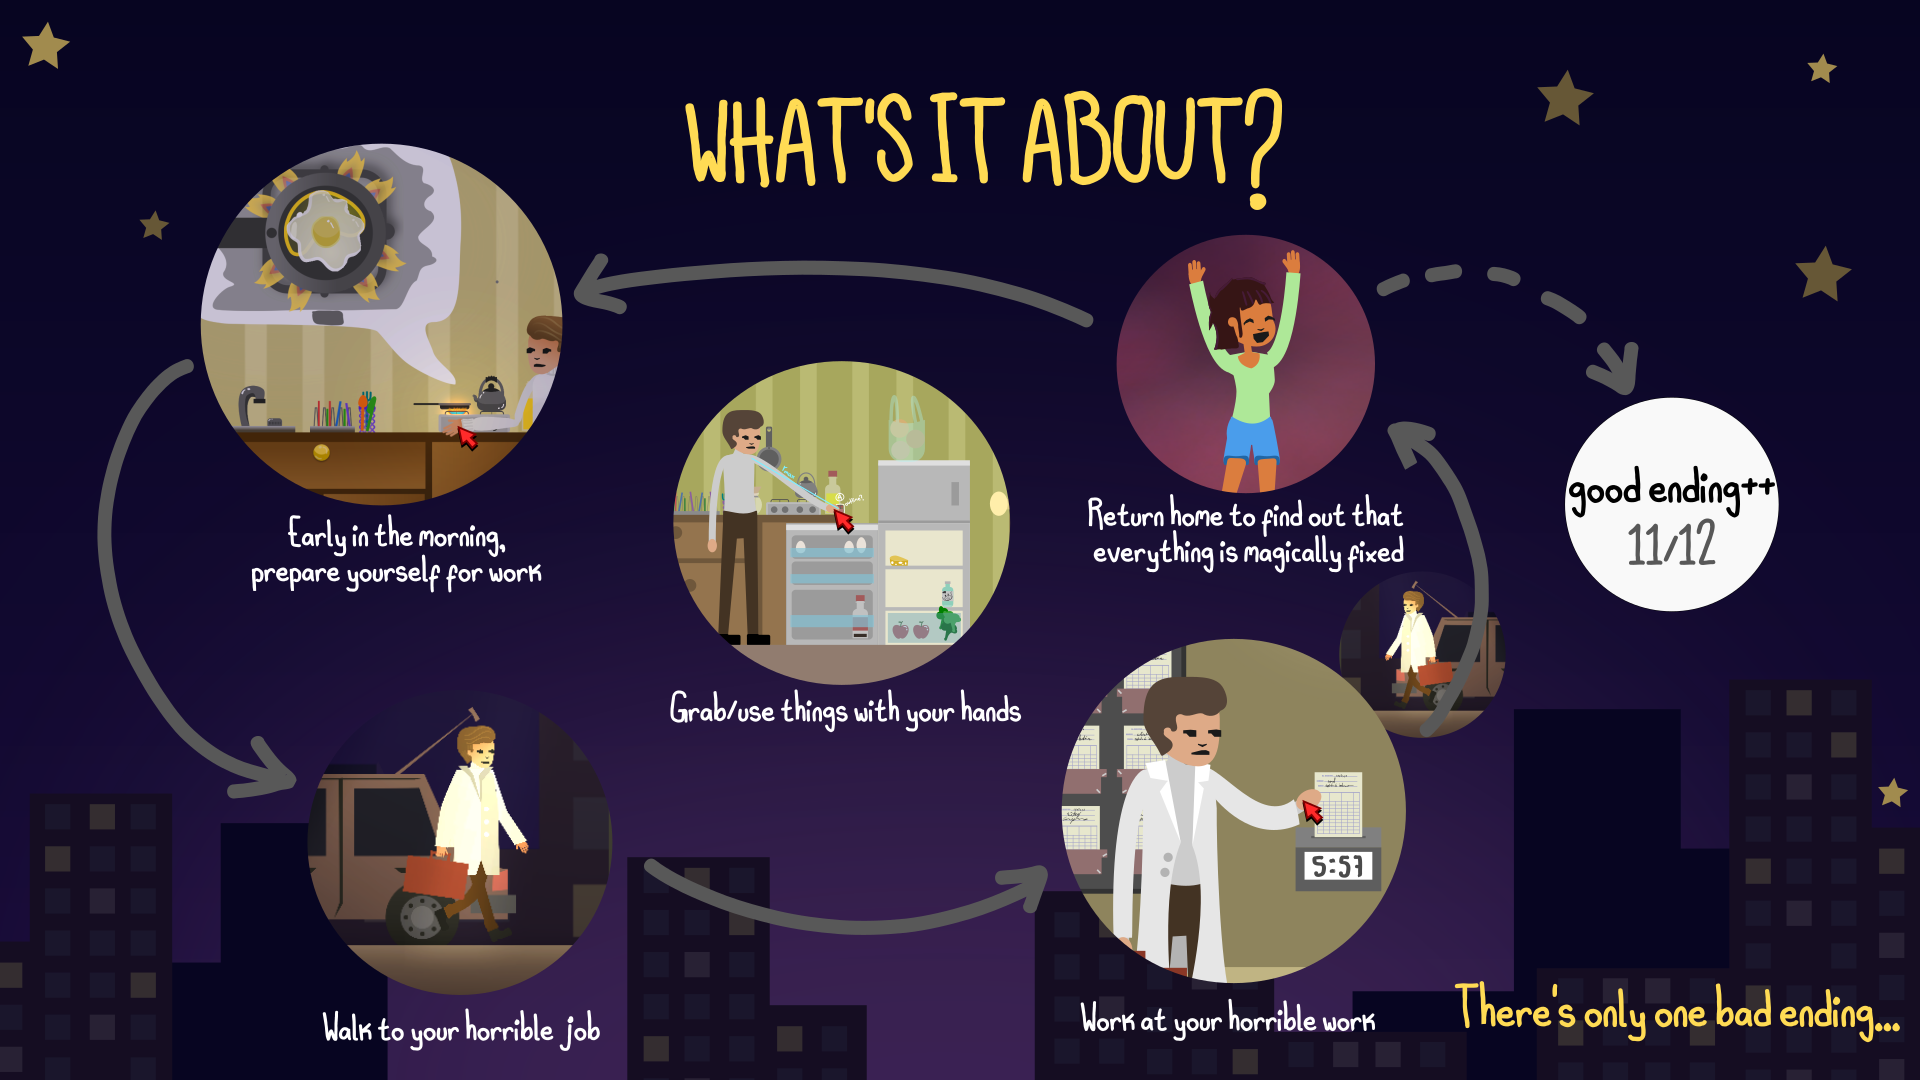 WHAT'S IT ABOUT?
Early in the morning,
prepare yourself for work
Grab/use things with your hands
Return home to find out that
everything is magically fixed
good ending++
11/12
5:57
Walk to your horrible job
Work at your horrible work
There's only one bad ending...